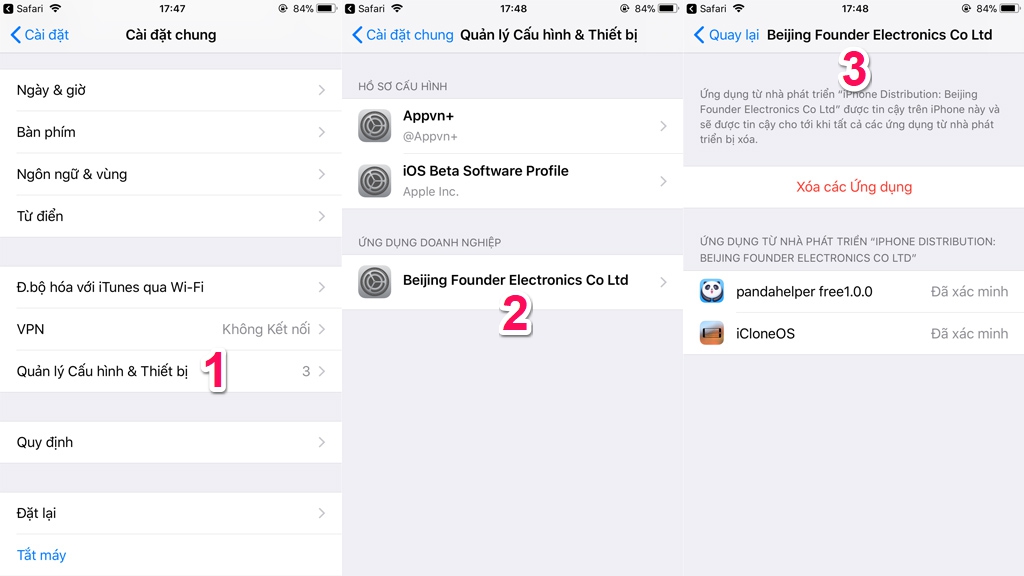 Safari 17:47 84%
Cài đặt Cài đặt chung
Ngày & giờ
Bàn phím
Ngôn ngữ & vùng
Từ điển
Đ.bộ hóa với iTunes qua Wi-Fi
VPN Không Kết nối
Quản lý Cấu hình & Thiết bị 1 3
Quy định
Đặt lại
Tắt máy
Safari 17:48 84%
Cài đặt chung Quản lý Cấu hình & Thiết bị
HỒ SƠ CẤU HÌNH
Appvn+
@Appvn+
iOS Beta Software Profile
Apple Inc.
ỨNG DỤNG DOANH NGHIỆP
Beijing Founder Electronics Co Ltd
2
Safari 17:48 84%
Quay lại Beijing Founder Electronics Co Ltd
3
Ứng dụng từ nhà phát triển “iPhone Distribution: Beijing
Founder Electronics Co Ltd” được tin cậy trên iPhone này và
sẽ được tin cậy cho tới khi tất cả các ứng dụng từ nhà phát
triển bị xóa.
Xóa các Ứng dụng
ỨNG DỤNG TỪ NHÀ PHÁT TRIỂN “IPHONE DISTRIBUTION:
BEIJING FOUNDER ELECTRONICS CO LTD”
pandahelper free1.0.0 Đã xác minh
iCloneOS Đã xác minh